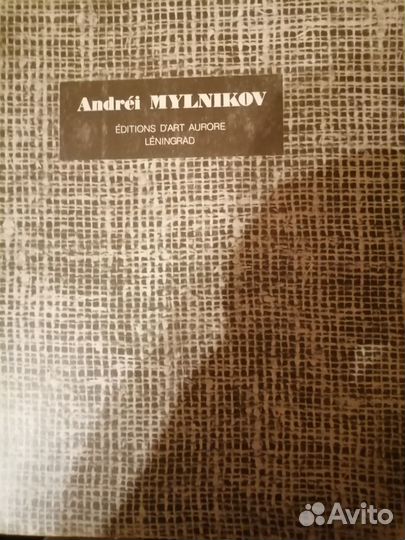 Andréi MYLNIKOV
ÉDITIONS D'ART AURORE
LÉNINGRAD
Avito